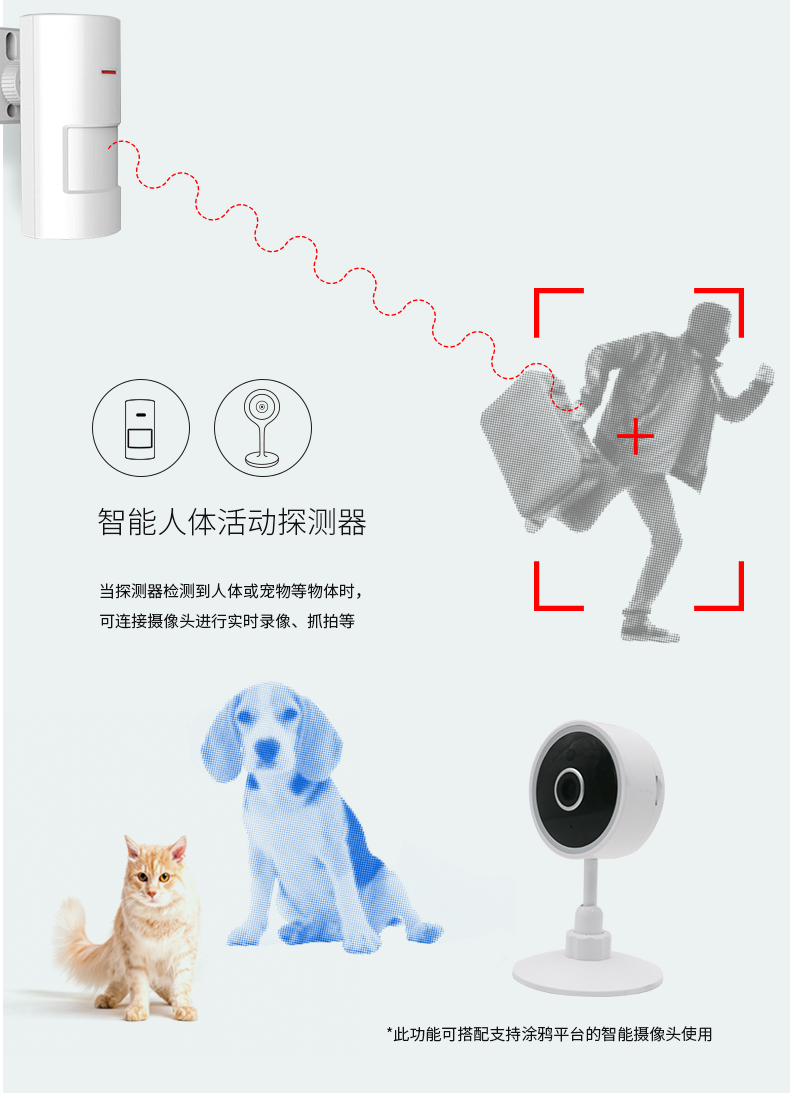 智能人体活动探测器
当探测器检测到人体或宠物等物体时，
可连接摄像头进行实时录像、抓拍等
*此功能可搭配支持涂鸦平台的智能摄像头使用